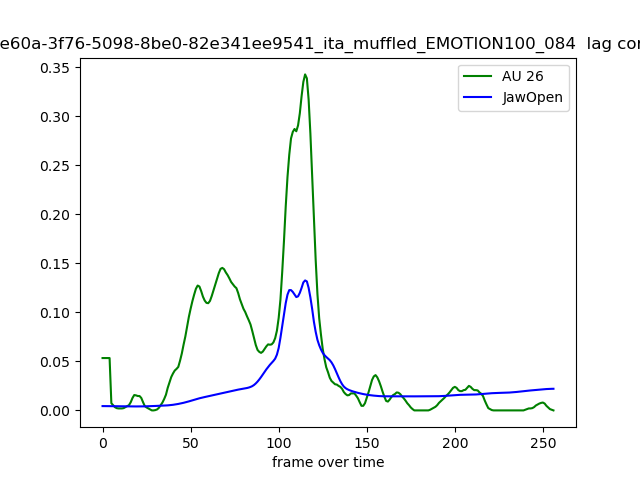 e60a-3f76-5098-8be0-82e341ee9541_ita_muffled_EMOTION100_084 lag
AU 26
JawOpen
0.35
0.30
0.25
0.20
0.15
0.10
0.05
0.00
0 50 100 150 200 250
frame over time